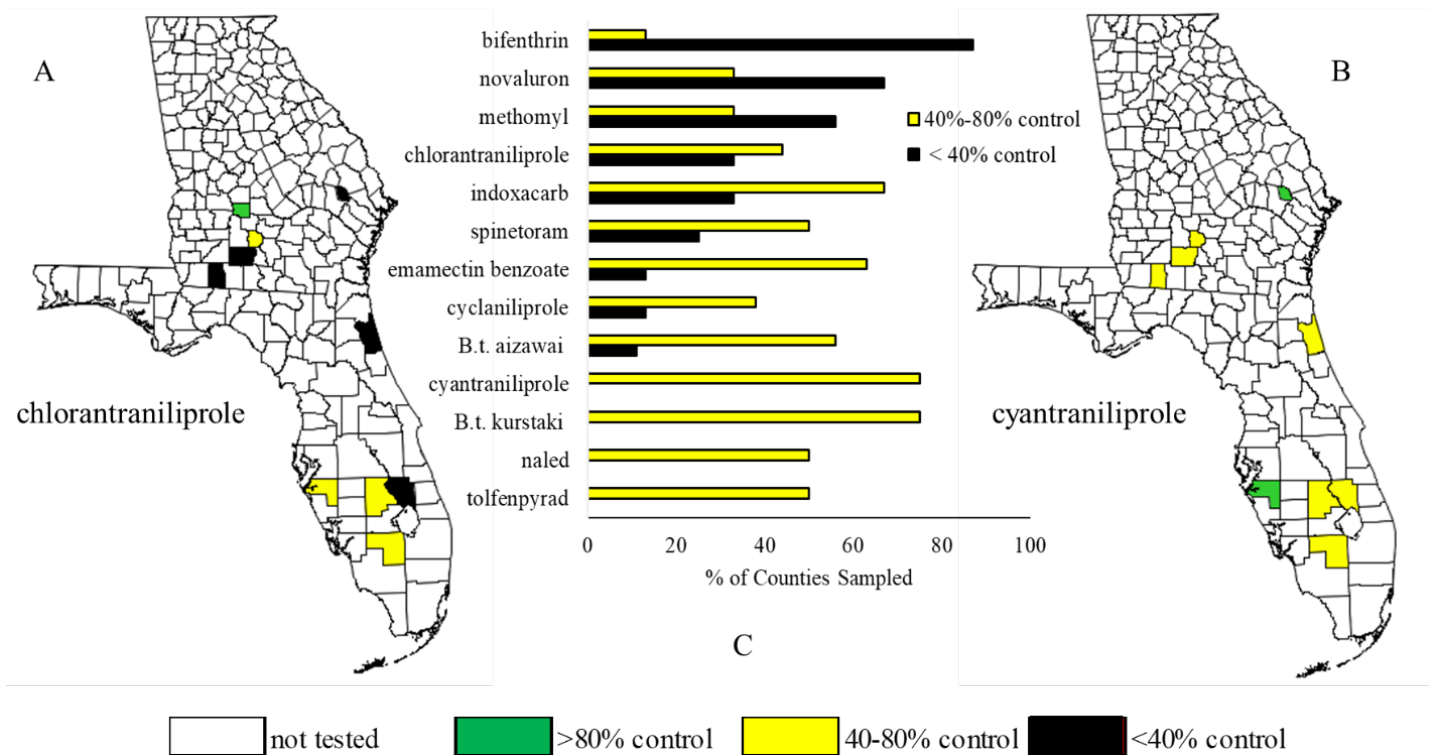 A
B
bifenthrin
novaluron
methomyl
chlorantraniliprole
indoxacarb
spinetoram
emamectin benzoate
cyclaniliprole
B.t. aizawai
cyantraniliprole
B.t. kurstaki
naled
tolfenpyrad
40%-80% control
< 40% control
0 20 40 60 80 100
% of Counties Sampled
chlorantraniliprole
cyantraniliprole
C
not tested >80% control 40-80% control <40% control